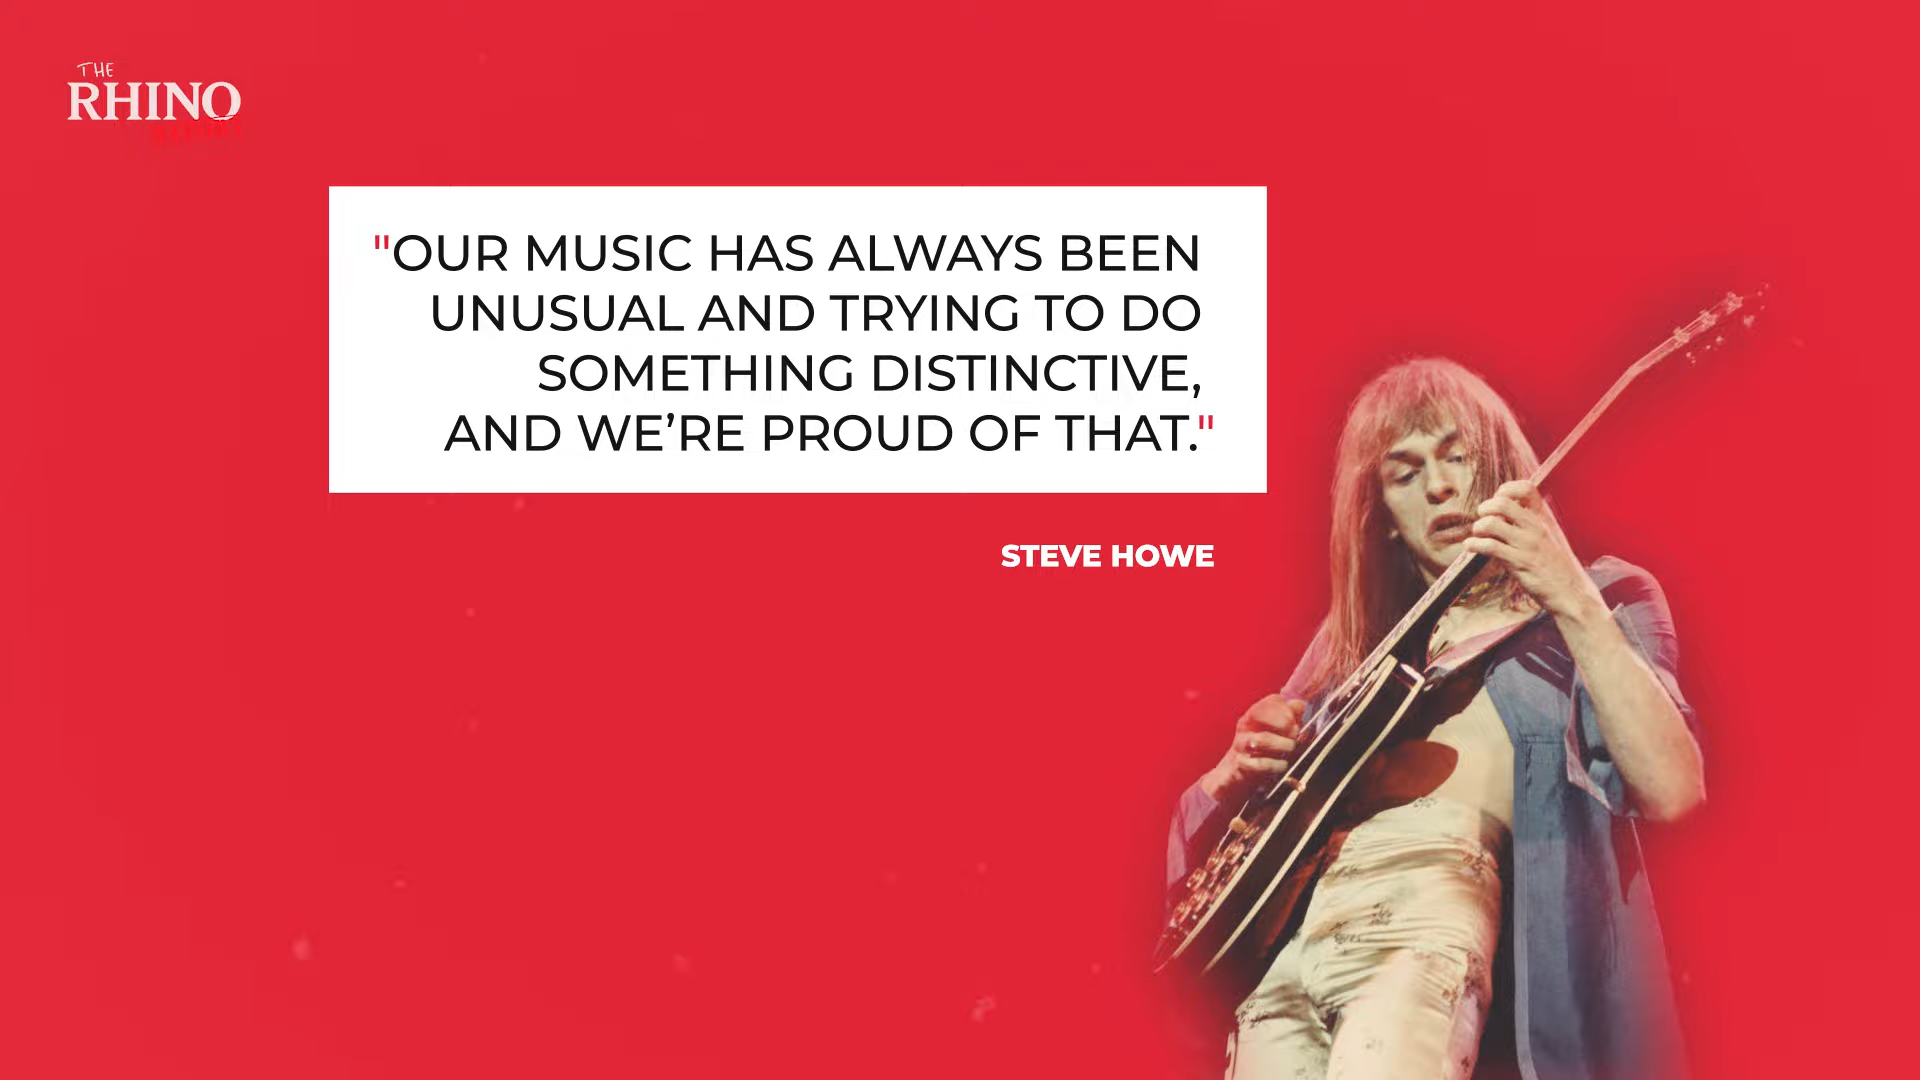 THE
RHINO
"OUR MUSIC HAS ALWAYS BEEN
UNUSUAL AND TRYING TO DO
SOMETHING DISTINCTIVE,
AND WE’RE PROUD OF THAT."
STEVE HOWE